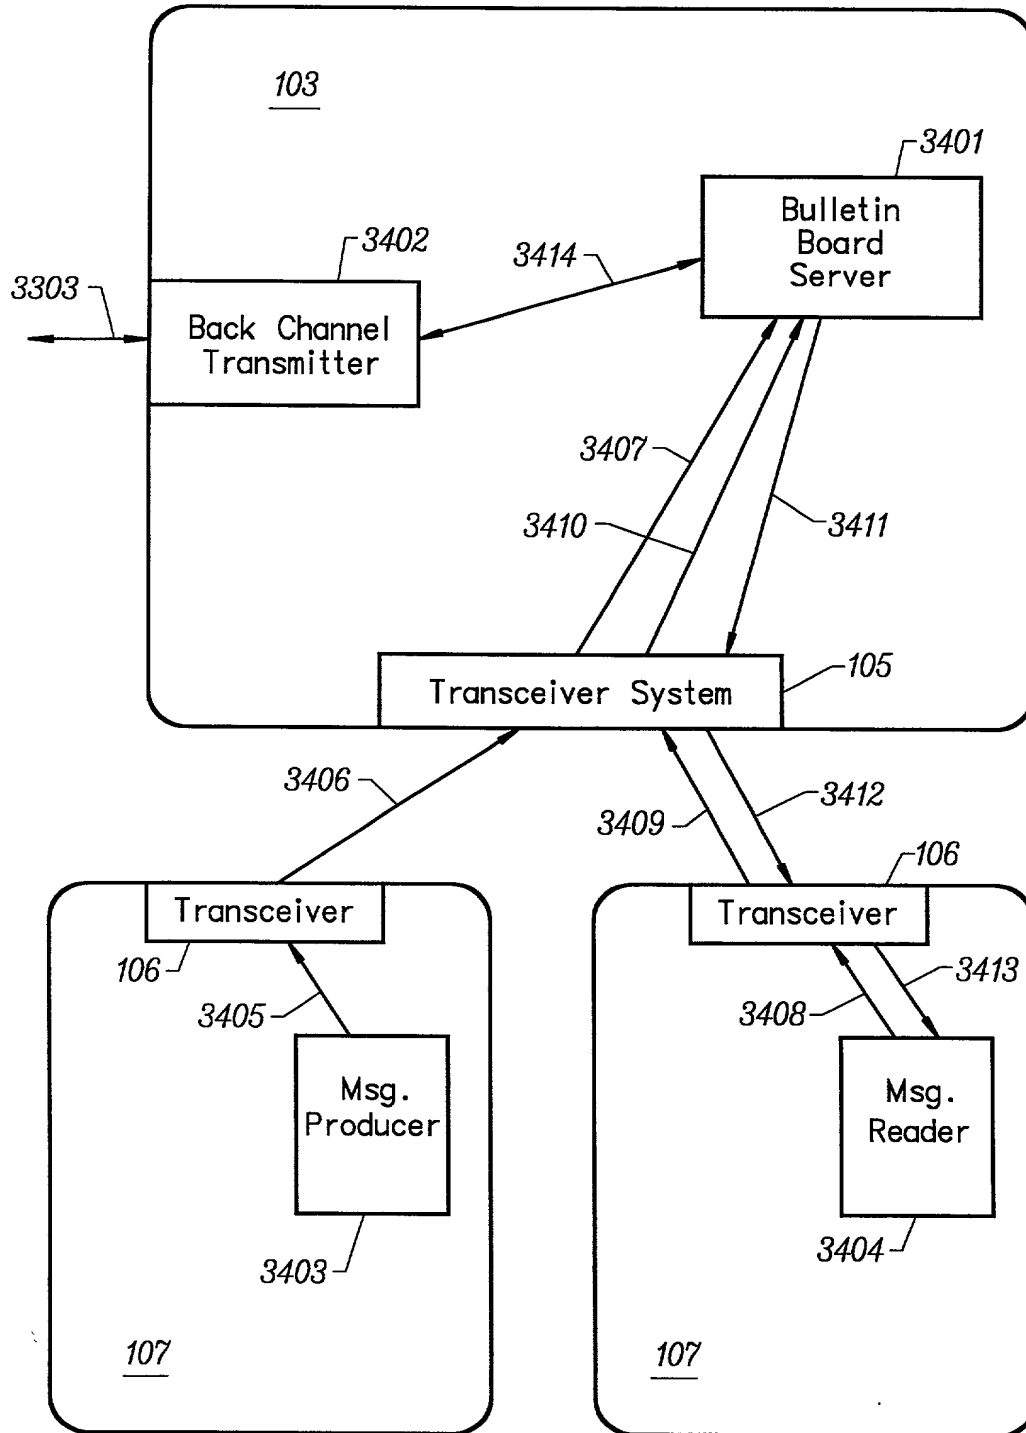 103
3401
Bulletin
Board
Server
3402
3414
3303
Back Channel
Transmitter
3407
3410
3411
105
Transceiver System
3406
3409
3412
106
Transceiver
Transceiver
106
3405
3408
3413
Msg.
Producer
Msg.
Reader
3403
3404
107
107